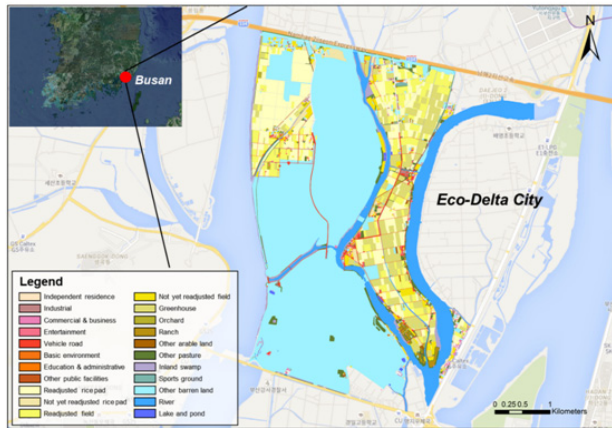 Busan
N
Eco-Delta City
Legend
Independent residence
Industrial
Commercial & business
Entertainment
Vehicle road
Basic environment
Education & administrative
Other public facilities
Readjusted rice pad
Not yet readjusted rice pad
Readjusted field
Not yet readjusted field
Greenhouse
Orchard
Ranch
Other arable land
Other pasture
Inland swamp
Sports ground
Other barren land
River
Lake and pond
0 0.25 0.5 1
Kilometers